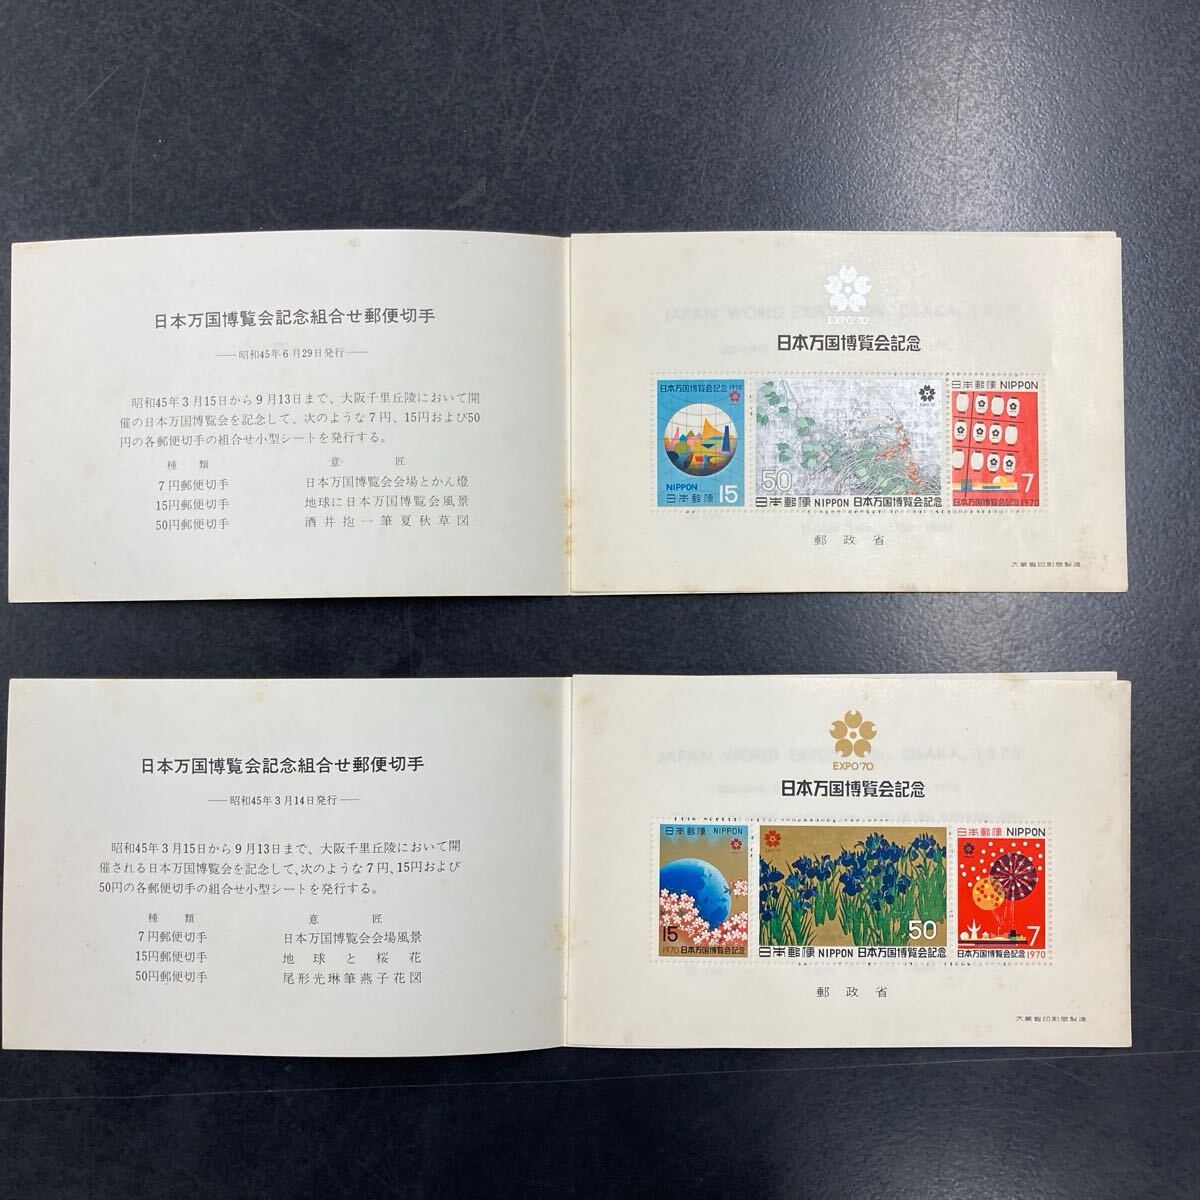 日本万国博覧会記念組合せ郵便切手
──昭和45年6月29日発行──
昭和45年3月15日から9月13日まで、大阪千里丘陵において開
催の日本万国博覧会を記念して、次のような7円、15円および50
円の各郵便切手の組合せ小型シートを発行する。
種類 意匠
7円郵便切手 日本万国博覧会会場とかん燈
15円郵便切手 地球に日本万国博覧会風景
50円郵便切手 酒井抱一筆夏秋草図
EXPO'70
日本万国博覧会記念
日本万国博覧会記念 1970
NIPPON
日本郵便 15
EXPO'70
50
日本郵便 NIPPON 日本万国博覧会記念
日本郵便 NIPPON
7
日本万国博覧会記念 1970
郵政省
大蔵省印刷局製造
日本万国博覧会記念組合せ郵便切手
──昭和45年3月14日発行──
昭和45年3月15日から9月13日まで、大阪千里丘陵において開
催される日本万国博覧会を記念して、次のような7円、15円および
50円の各郵便切手の組合せ小型シートを発行する。
種類 意匠
7円郵便切手 日本万国博覧会会場風景
15円郵便切手 地球と桜花
50円郵便切手 尾形光琳筆燕子花図
EXPO'70
日本万国博覧会記念
日本郵便 NIPPON
15
1970 日本万国博覧会記念
EXPO'70
50
日本郵便 NIPPON 日本万国博覧会記念
日本郵便 NIPPON
7
日本万国博覧会記念 1970
郵政省
大蔵省印刷局製造